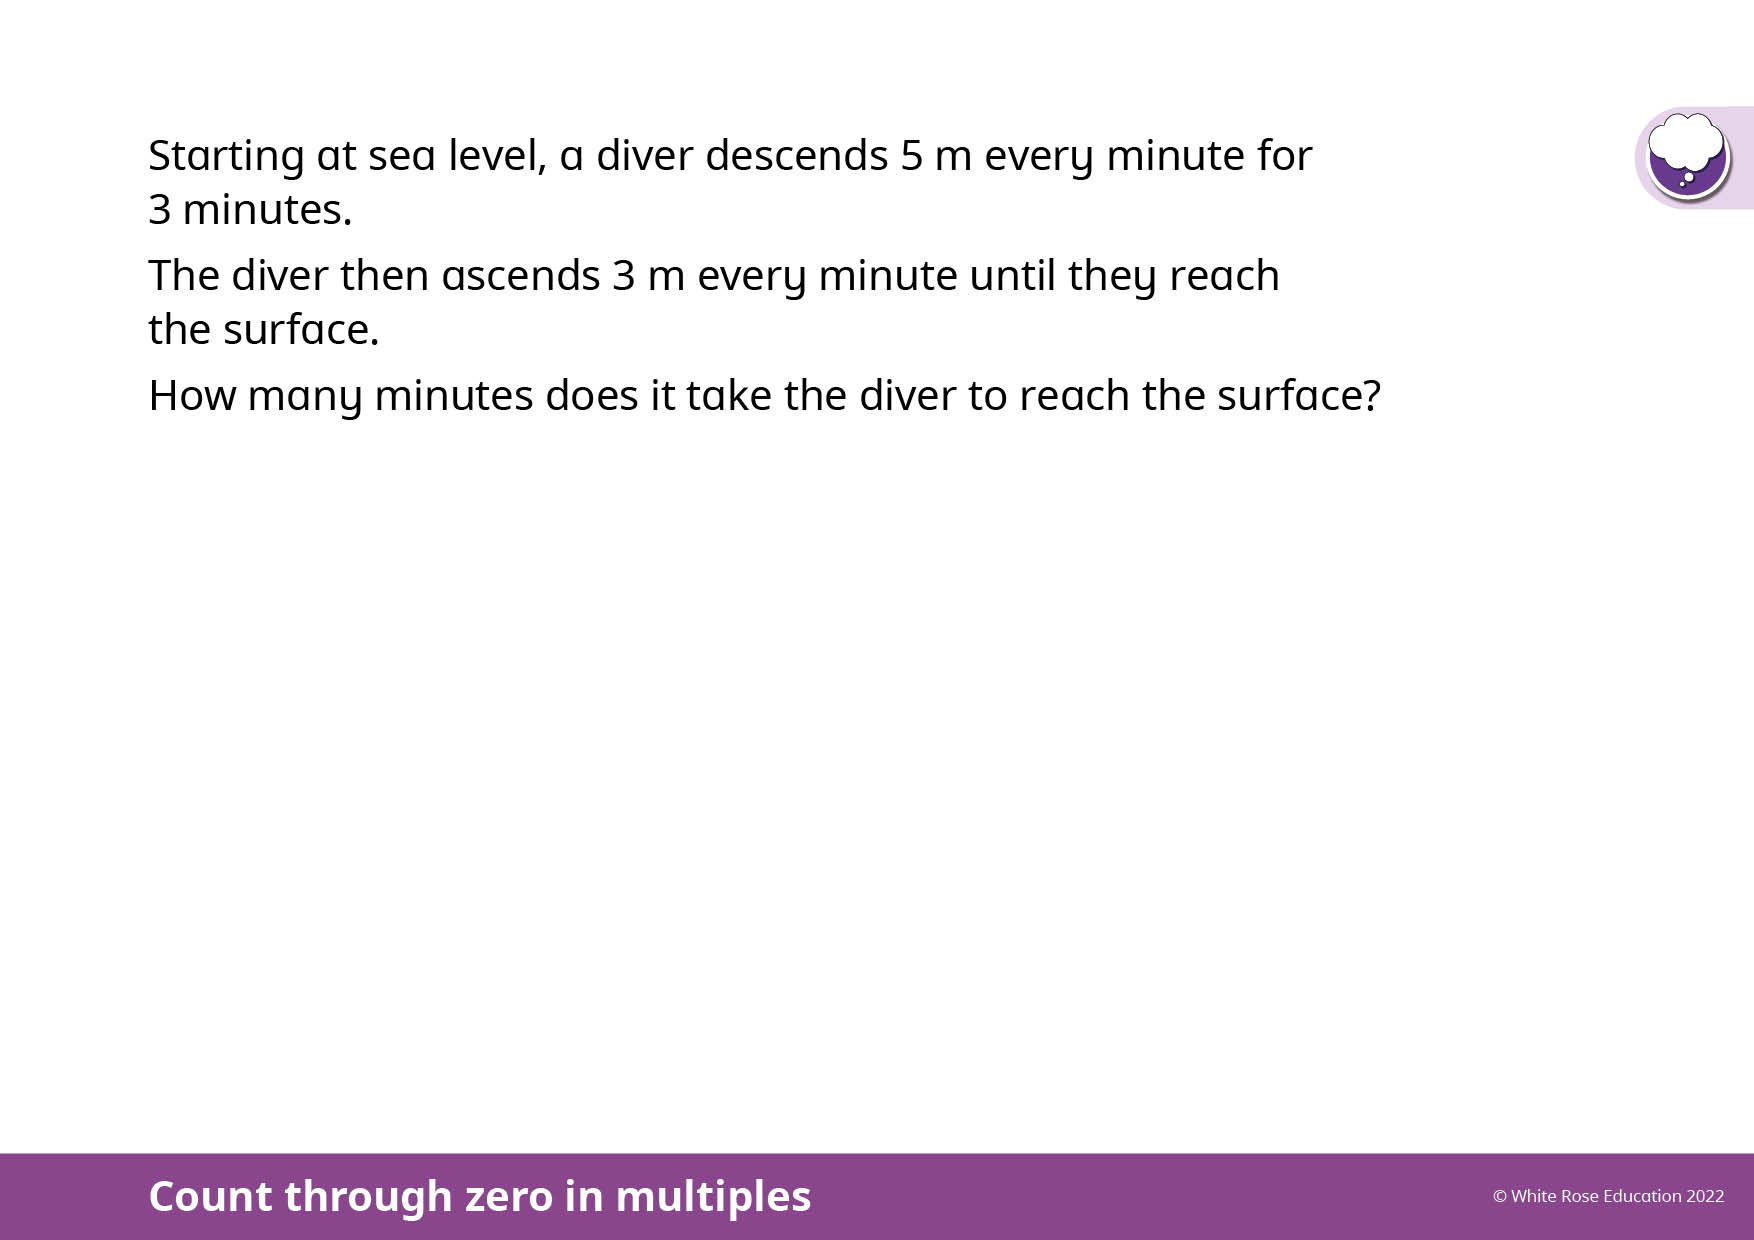 Starting at sea level, a diver descends 5 m every minute for
3 minutes.
The diver then ascends 3 m every minute until they reach
the surface.
How many minutes does it take the diver to reach the surface?
Count through zero in multiples
© White Rose Education 2022